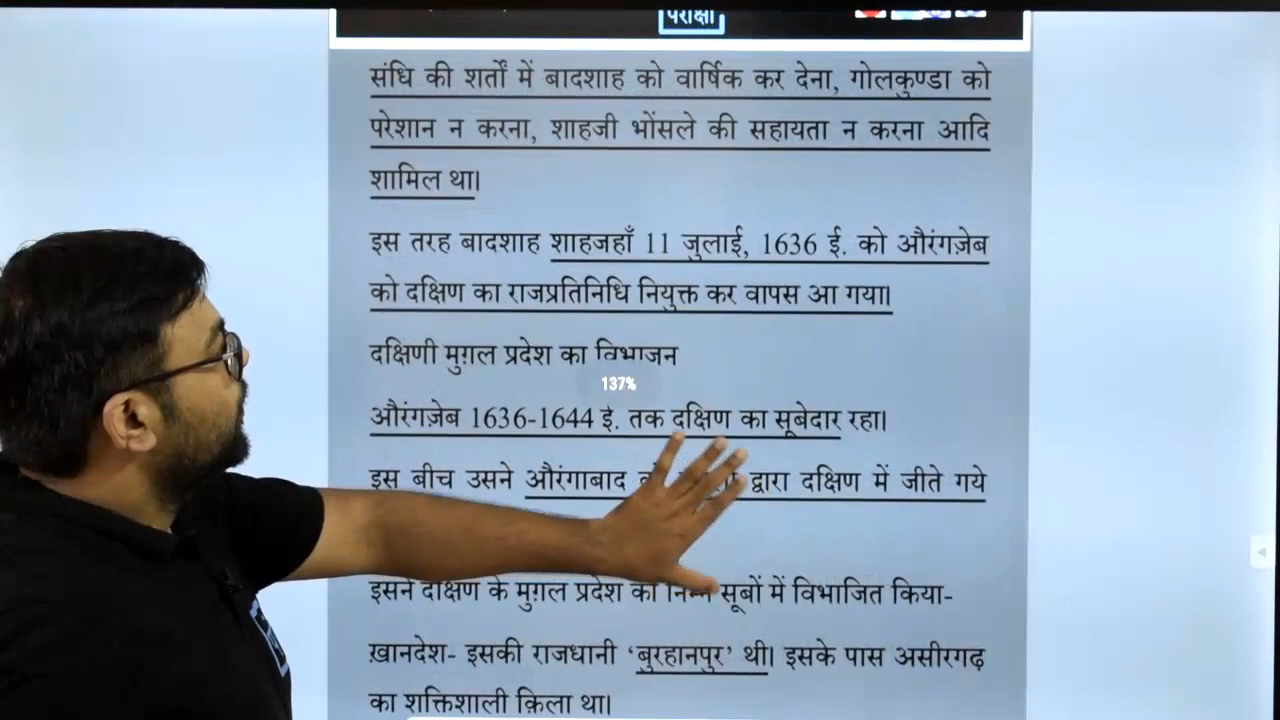 परीक्षा
संधि की शर्तों में बादशाह को वार्षिक कर देना, गोलकुण्डा को
परेशान न करना, शाहजी भोंसले की सहायता न करना आदि
शामिल था।
इस तरह बादशाह शाहजहाँ 11 जुलाई, 1636 ई. को औरंगज़ेब
को दक्षिण का राजप्रतिनिधि नियुक्त कर वापस आ गया।
दक्षिणी मुग़ल प्रदेश का विभाजन
137%
औरंगज़ेब 1636-1644 ई. तक दक्षिण का सूबेदार रहा।
इस बीच उसने औरंगाबाद द्वारा दक्षिण में जीते गये
इसने दक्षिण के मुग़ल प्रदेश को निम्न सूबों में विभाजित किया-
ख़ानदेश- इसकी राजधानी ‘बुरहानपुर’ थी। इसके पास असीरगढ़
का शक्तिशाली क़िला था।